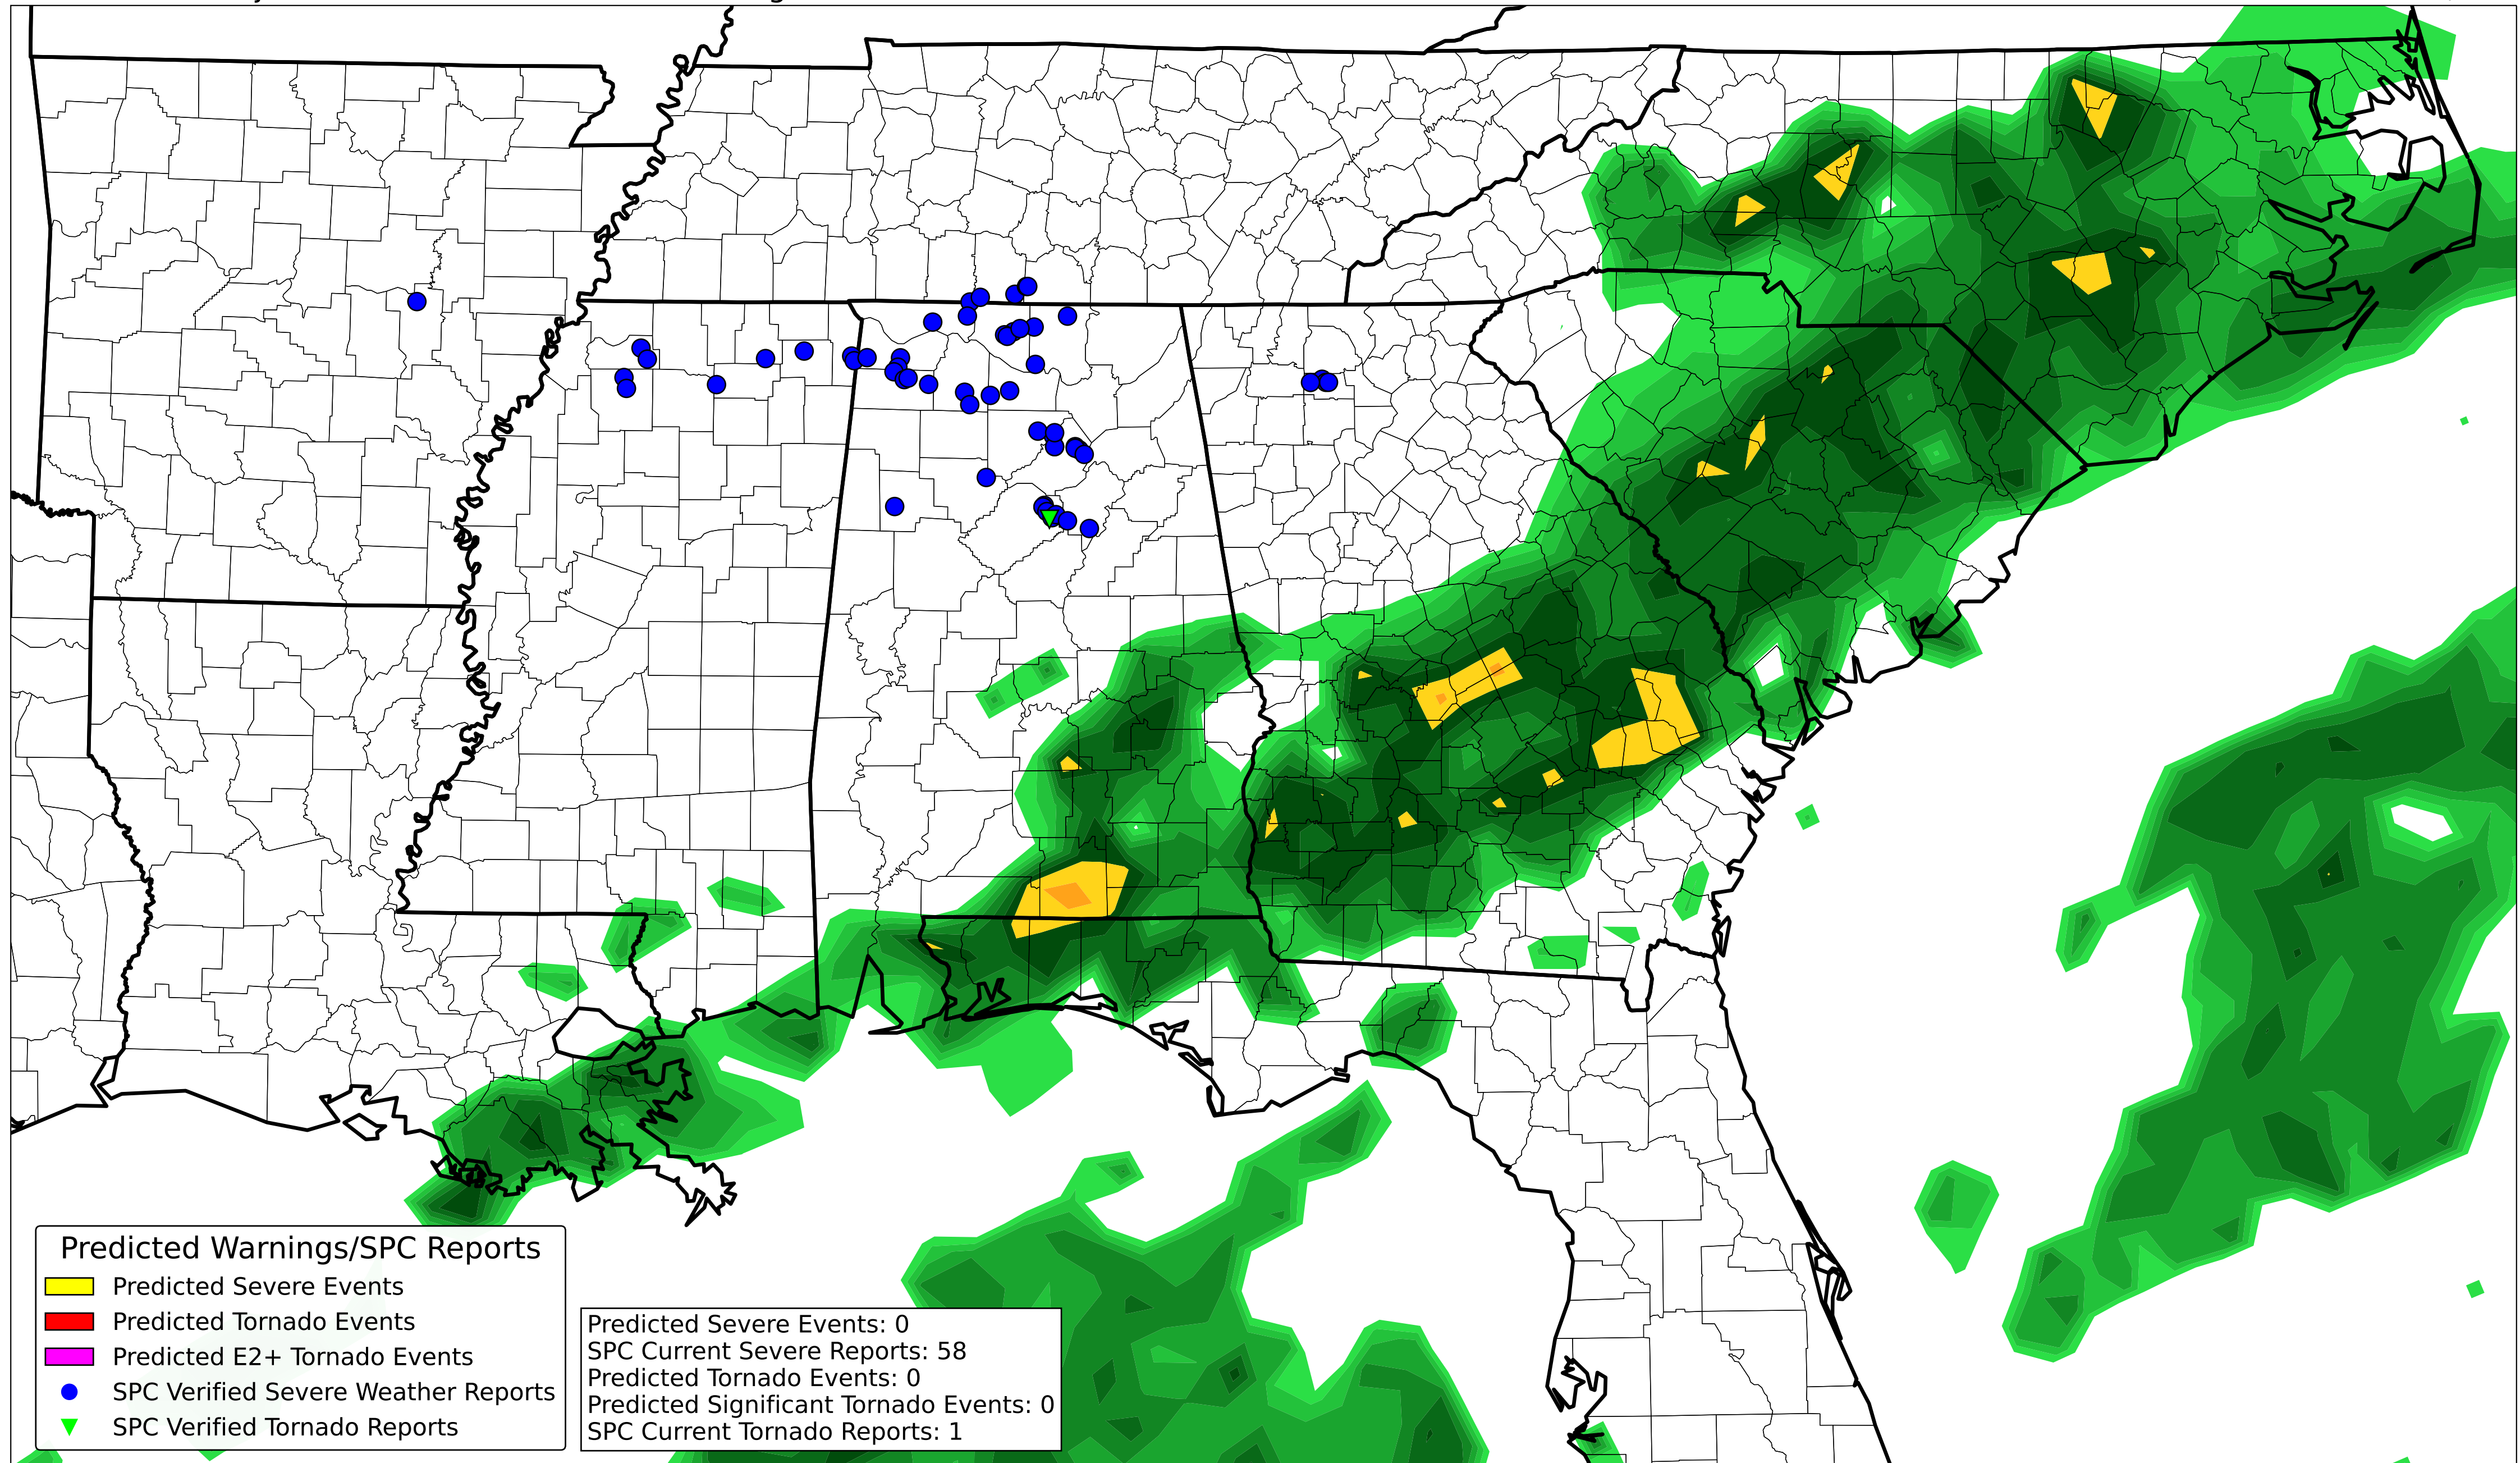 Predicted Warnings/SPC Reports
Predicted Severe Events
Predicted Tornado Events
Predicted E2+ Tornado Events
SPC Verified Severe Weather Reports
SPC Verified Tornado Reports
Predicted Severe Events: 0
SPC Current Severe Reports: 58
Predicted Tornado Events: 0
Predicted Significant Tornado Events: 0
SPC Current Tornado Reports: 1